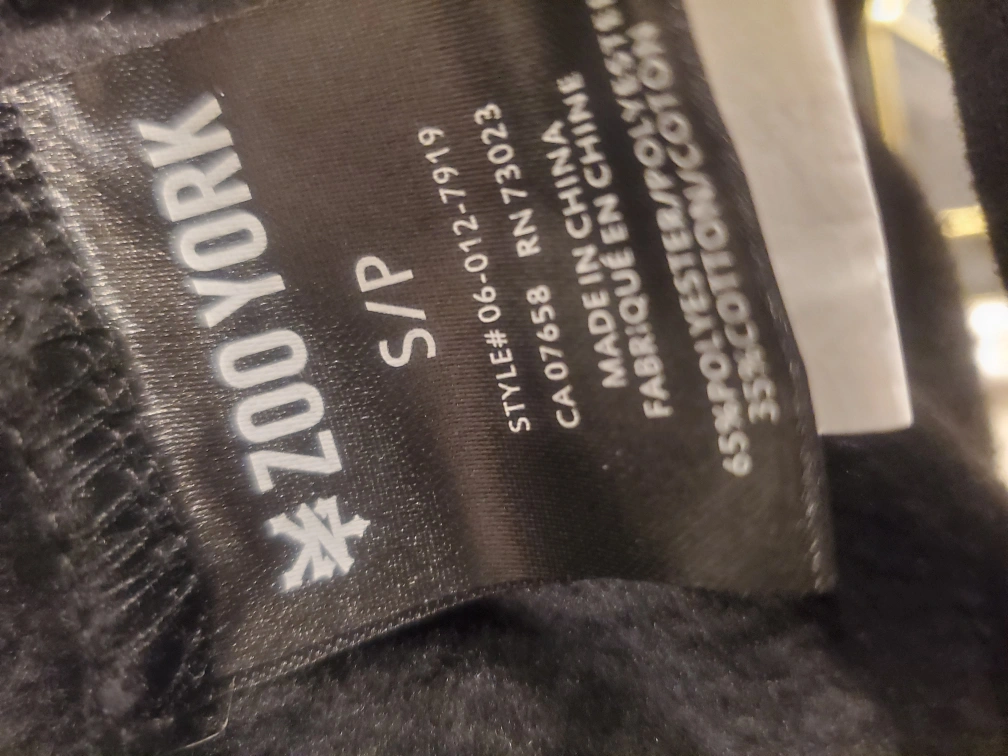 ZOO YORK
S/P
STYLE# 06-012-7919
CA 07658 RN 73023
MADE IN CHINA
FABRIQUÉ EN CHINE
65%POLYESTER/POLYESTER
35%COTTON/COTON